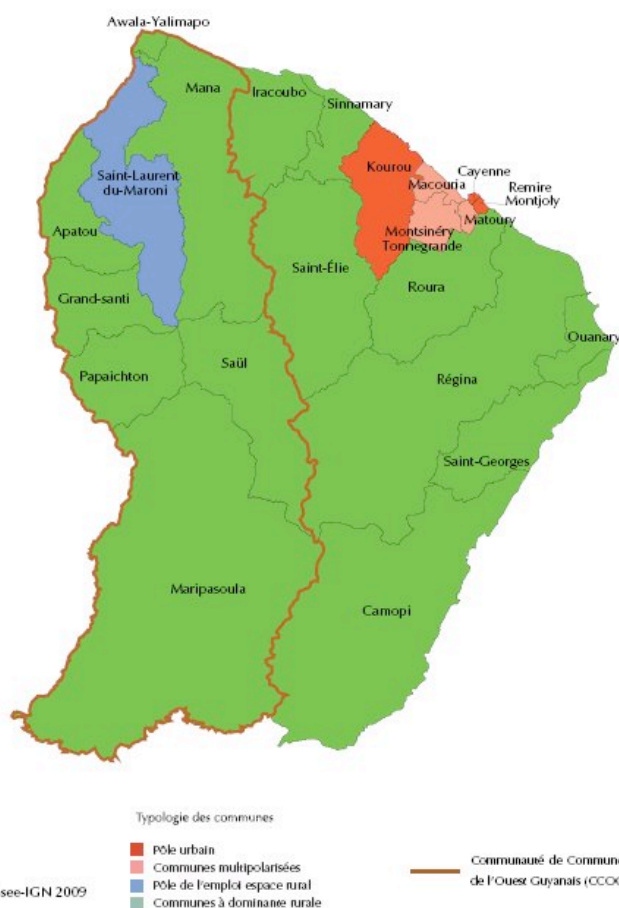 Awala-Yalimapo
Mana
Iracoubo
Sinnamary
Kourou
Cayenne
Saint-Laurent
du-Maroni
Macouria
Remire
Montjoly
Matoury
Apatou
Montsinéry
Tonnegrande
Saint-Élie
Roura
Grand-santi
Ouanary
Papaichton
Saül
Régina
Saint-Georges
Maripasoula
Camopi
Typologie des communes
Pôle urbain
Communes multipolarisées
Pôle de l'emploi espace rural
Communes à dominante rurale
Communauté de Commun
de l'Ouest Guyanais (CCO
see-IGN 2009